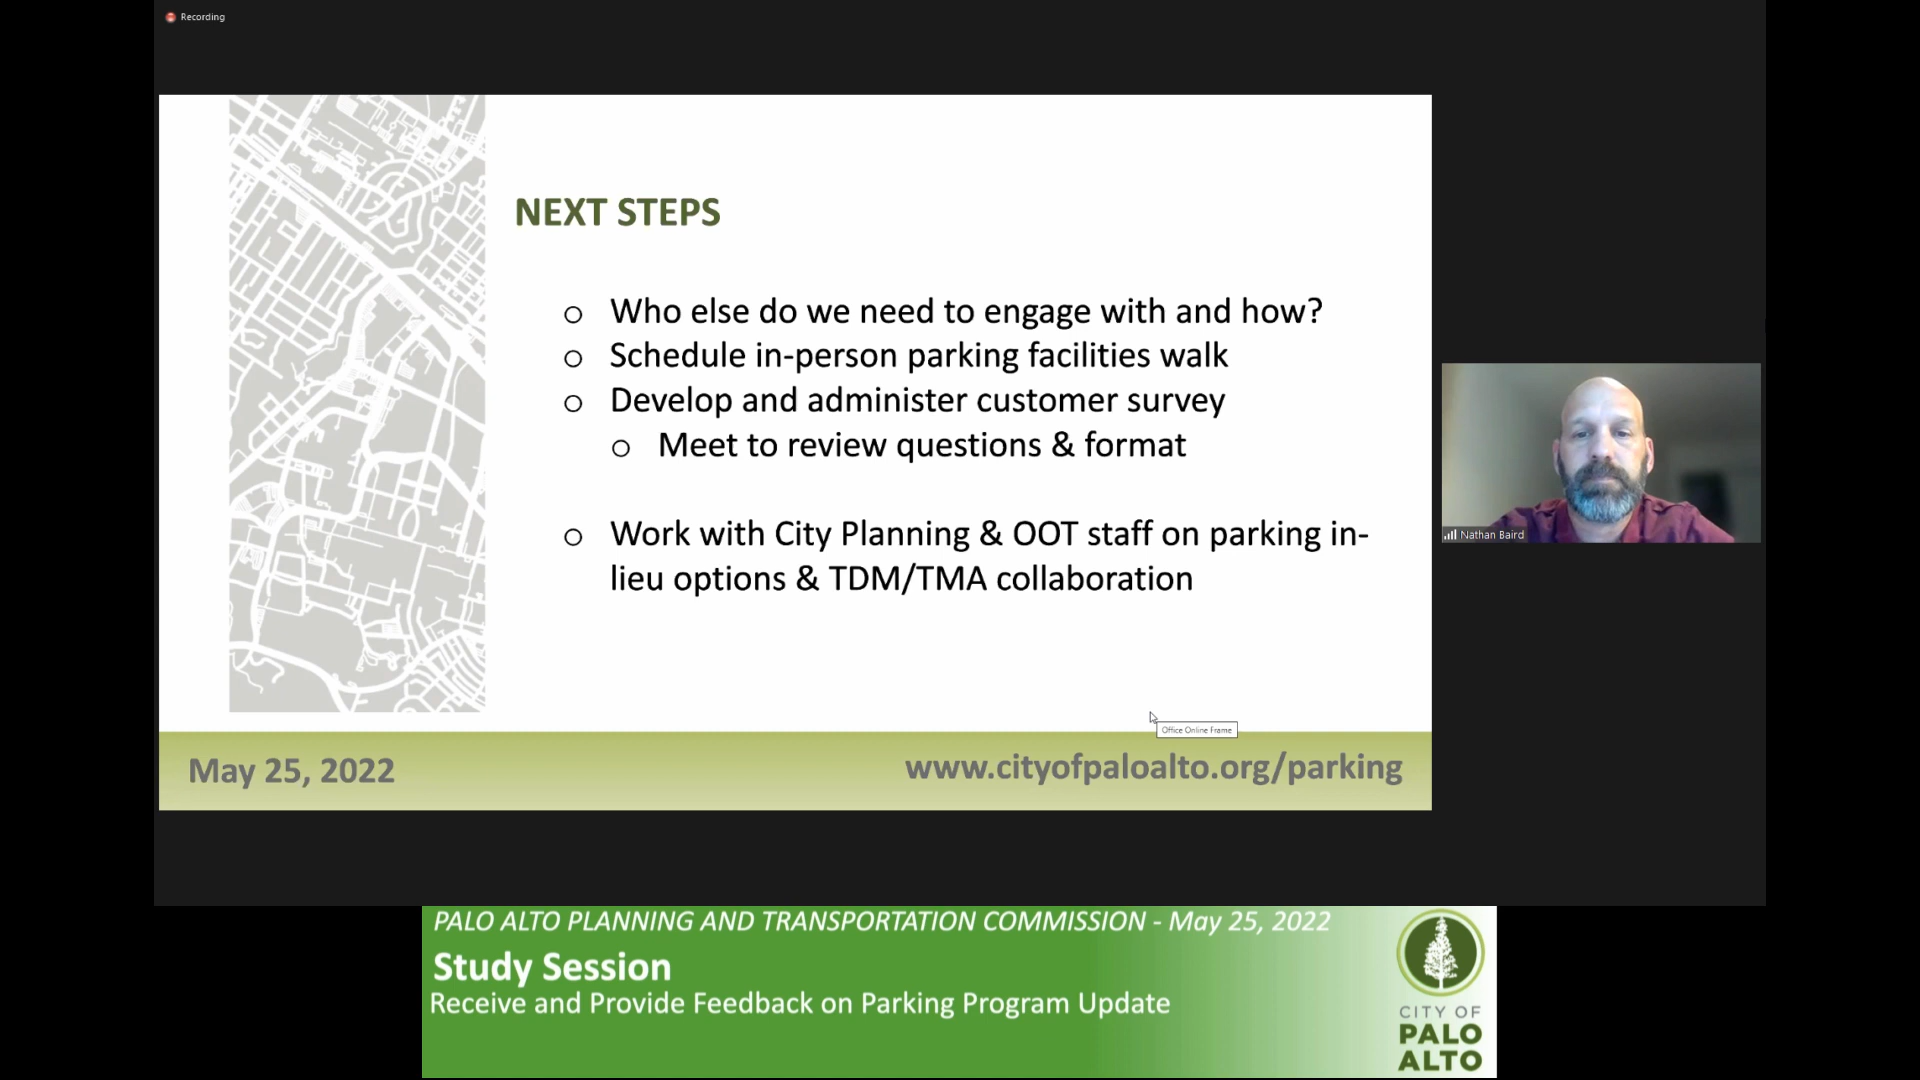 Recording
NEXT STEPS
o Who else do we need to engage with and how?
o Schedule in-person parking facilities walk
o Develop and administer customer survey
o Meet to review questions & format
o Work with City Planning & OOT staff on parking in-
lieu options & TDM/TMA collaboration
Nathan Baird
Office Online Frame
May 25, 2022
www.cityofpaloalto.org/parking
PALO ALTO PLANNING AND TRANSPORTATION COMMISSION - May 25, 2022
Study Session
Receive and Provide Feedback on Parking Program Update
CITY OF
PALO
ALTO